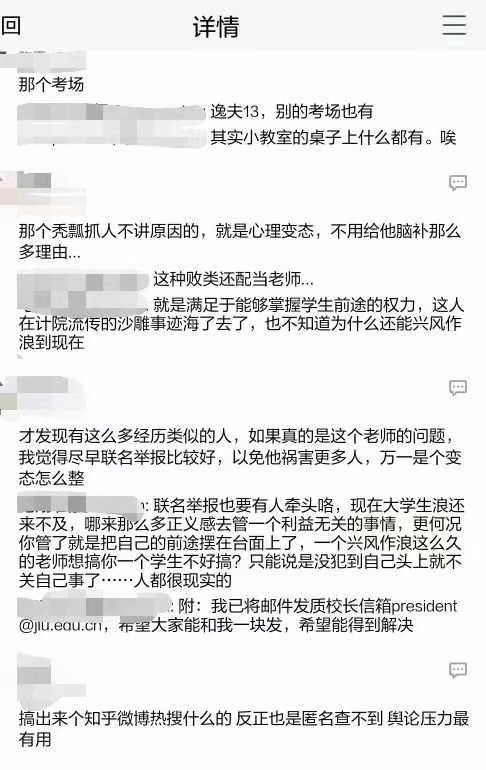 回
详情
那个考场
: 逸夫13，别的考场也有
其实小教室的桌子上什么都有。唉
那个秃瓢抓人不讲原因的，就是心理变态，不用给他脑补那么
多理由...
这种败类还配当老师...
就是满足于能够掌握学生前途的权力，这人
在计院流传的沙雕事迹海了去了，也不知道为什么还能兴风作
浪到现在
才发现有这么多经历类似的人，如果真的是这个老师的问题，
我觉得尽早联名举报比较好，以免他祸害更多人，万一是个变
态怎么整
: 联名举报也要有人牵头咯，现在大学生浪还
来不及，哪来那么多正义感去管一个利益无关的事情，更何况
你管了就是把自己的前途摆在台面上了，一个兴风作浪这么久
的老师想搞你一个学生不好搞？只能说是没犯到自己头上就不
关自己事了……人都很现实的
: 附：我已将邮件发质校长信箱president
@jlu.edu.cn，希望大家能和我一块发，希望能得到解决
搞出来个知乎微博热搜什么的 反正也是匿名查不到 舆论压力最
有用